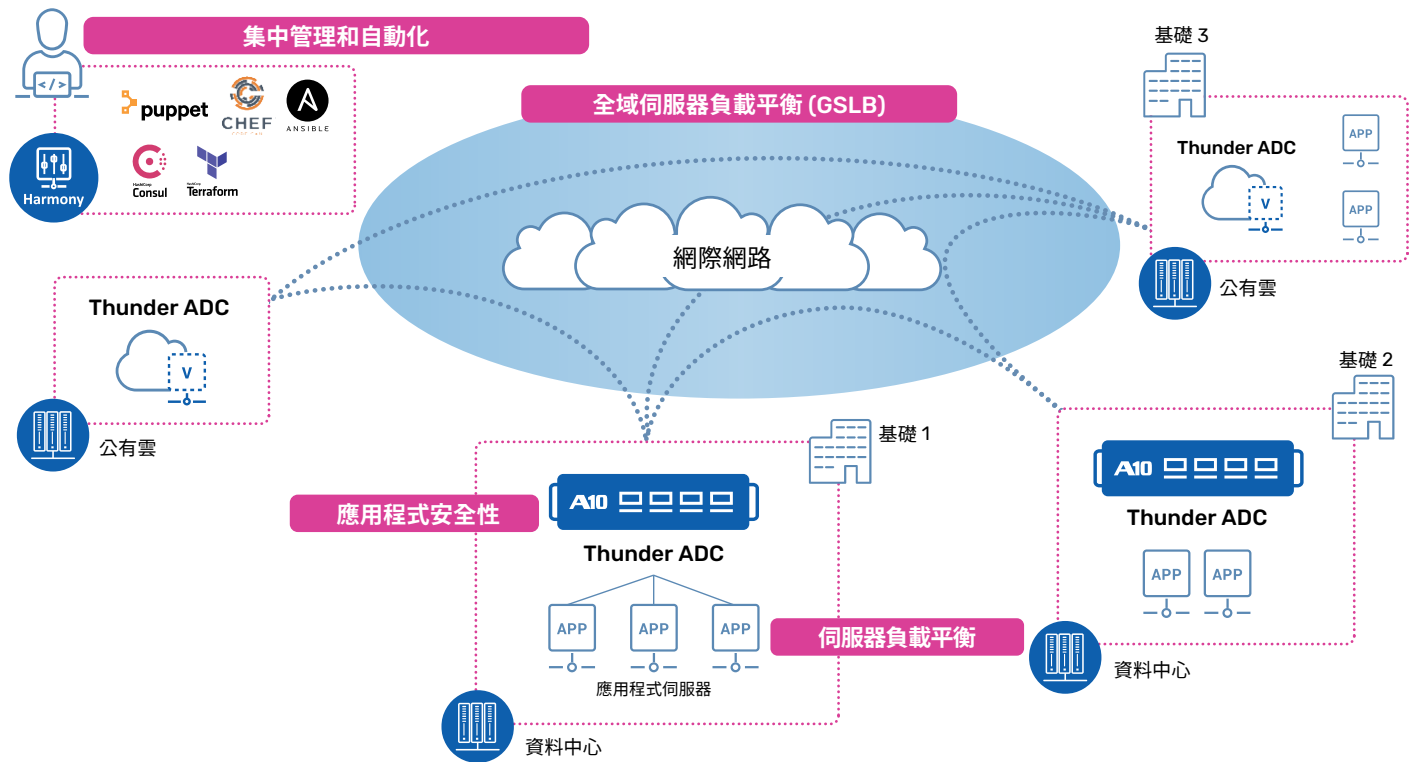 集中管理和自動化
</>
puppet
CHEF
ANSIBLE
HashiCorp
Consul
HashiCorp
Terraform
Harmony
全域伺服器負載平衡 (GSLB)
網際網路
基礎 3
Thunder ADC
V
APP
APP
公有雲
Thunder ADC
V
公有雲
基礎 1
應用程式安全性
A10
Thunder ADC
APP
APP
APP
應用程式伺服器
資料中心
伺服器負載平衡
基礎 2
A10
Thunder ADC
APP
APP
資料中心